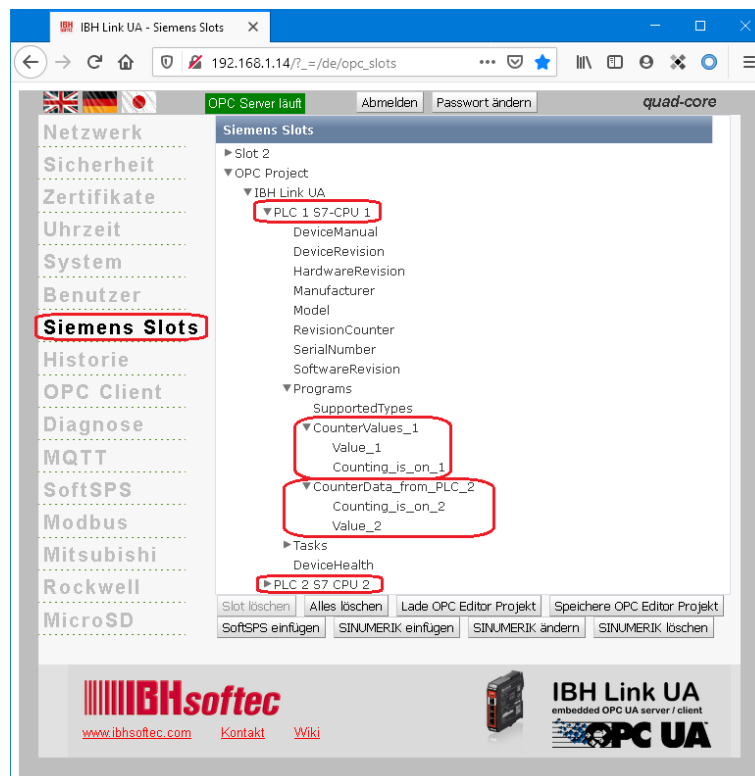 IBH Link UA - Siemens Slots
192.168.1.14/?_=/de/opc_slots
OPC Server läuft
Abmelden
Passwort ändern
quad-core
Netzwerk
Sicherheit
Zertifikate
Uhrzeit
System
Benutzer
Siemens Slots
Historie
OPC Client
Diagnose
MQTT
SoftSPS
Modbus
Mitsubishi
Rockwell
MicroSD
Siemens Slots
Slot 2
OPC Project
IBH Link UA
PLC 1 S7-CPU 1
DeviceManual
DeviceRevision
HardwareRevision
Manufacturer
Model
RevisionCounter
SerialNumber
SoftwareRevision
Programs
SupportedTypes
CounterValues_1
Value_1
Counting_is_on_1
CounterData_from_PLC_2
Counting_is_on_2
Value_2
Tasks
DeviceHealth
PLC 2 S7 CPU 2
Slot löschen
Alles löschen
Lade OPC Editor Projekt
Speichere OPC Editor Projekt
SoftSPS einfügen
SINUMERIK einfügen
SINUMERIK ändern
SINUMERIK löschen
IBHsoftec
www.ibhsoftec.com
Kontakt
Wiki
IBH Link UA
embedded OPC UA server / client
OPC UA